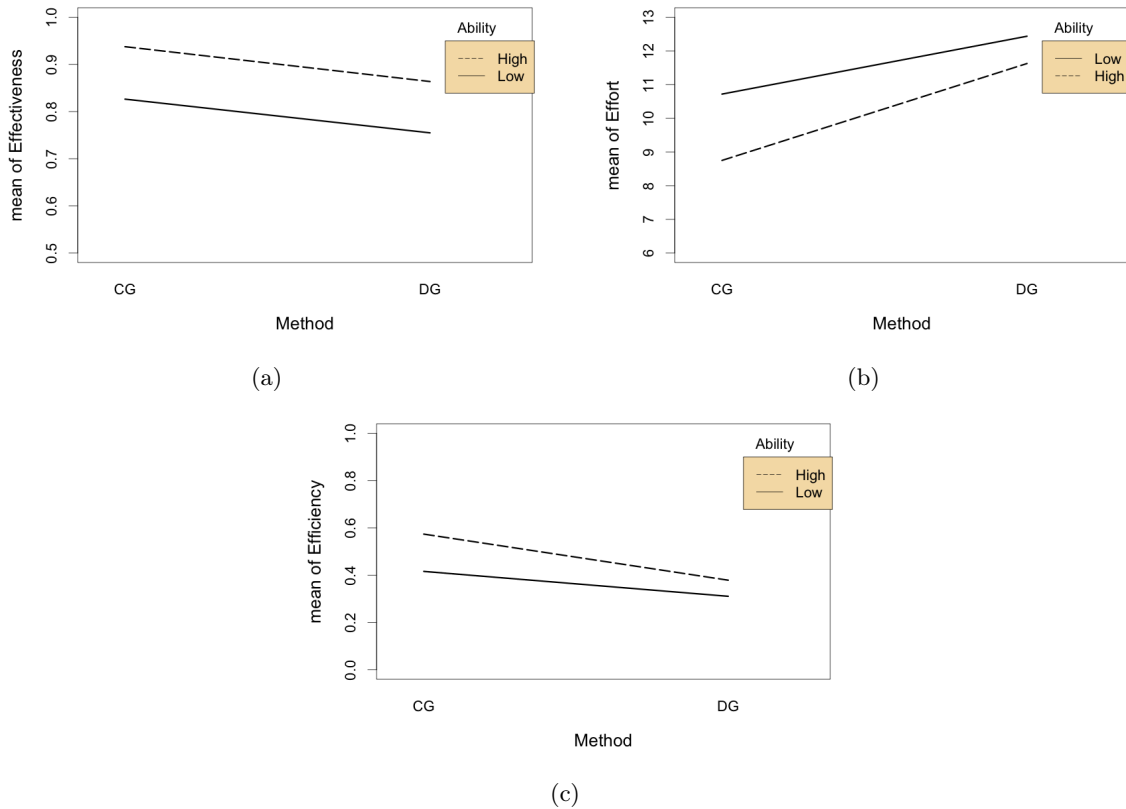 mean of Effectiveness
1.0
0.9
0.8
0.7
0.6
0.5
Ability
High
Low
CG
DG
Method
(a)
mean of Effort
13
12
11
10
9
8
7
6
Ability
Low
High
CG
DG
Method
(b)
mean of Efficiency
1.0
0.8
0.6
0.4
0.2
0.0
Ability
High
Low
CG
DG
Method
(c)